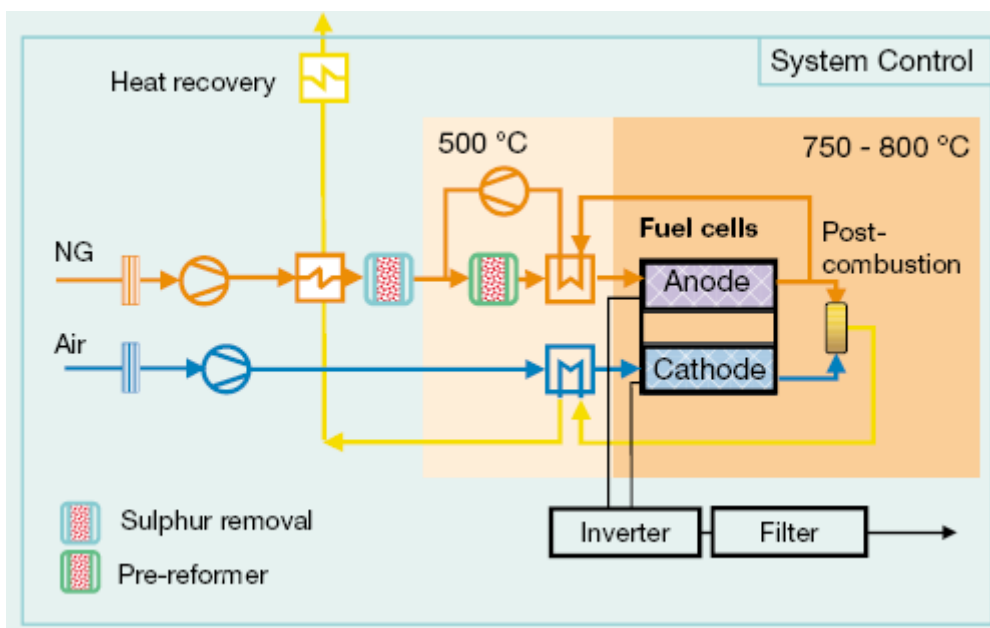 System Control
Heat recovery
500 °C
750 - 800 °C
NG
Fuel cells
Post-
combustion
Anode
Air
Cathode
Sulphur removal
Pre-reformer
Inverter
Filter